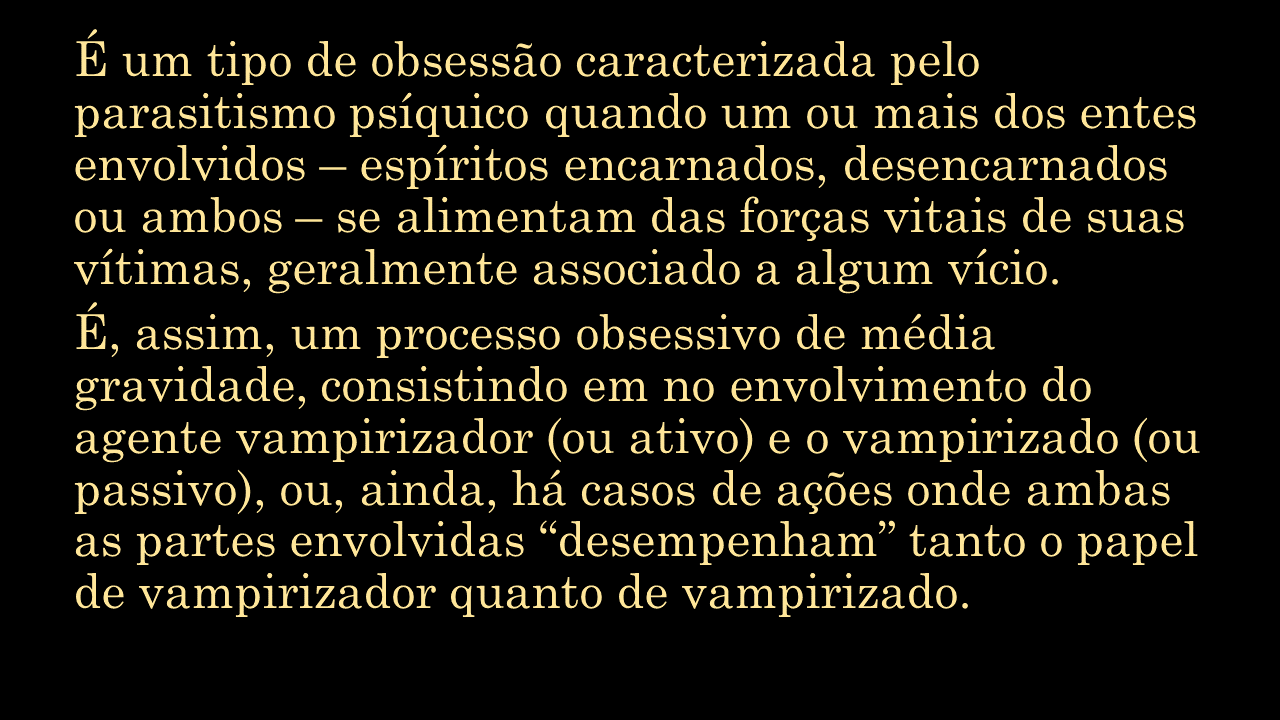 É um tipo de obsessão caracterizada pelo
parasitismo psíquico quando um ou mais dos entes
envolvidos – espíritos encarnados, desencarnados
ou ambos – se alimentam das forças vitais de suas
vítimas, geralmente associado a algum vício.
É, assim, um processo obsessivo de média
gravidade, consistindo em no envolvimento do
agente vampirizador (ou ativo) e o vampirizado (ou
passivo), ou, ainda, há casos de ações onde ambas
as partes envolvidas “desempenham” tanto o papel
de vampirizador quanto de vampirizado.